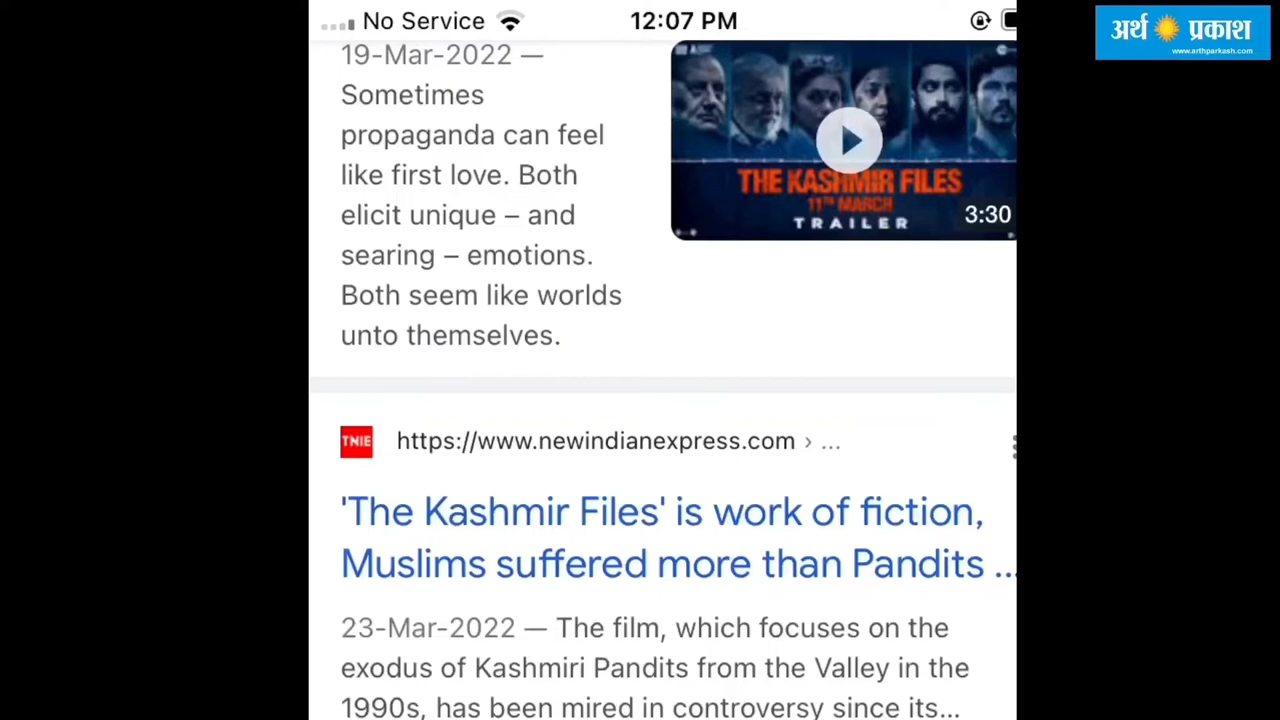 No Service
12:07 PM
अर्थ प्रकाश
www.arthparkash.com
19-Mar-2022 —
Sometimes
propaganda can feel
like first love. Both
elicit unique – and
searing – emotions.
Both seem like worlds
unto themselves.
THE KASHMIR FILES
11TH MARCH
TRAILER
3:30
TNIE
https://www.newindianexpress.com › ...
'The Kashmir Files' is work of fiction,
Muslims suffered more than Pandits ...
23-Mar-2022 — The film, which focuses on the
exodus of Kashmiri Pandits from the Valley in the
1990s, has been mired in controversy since its...